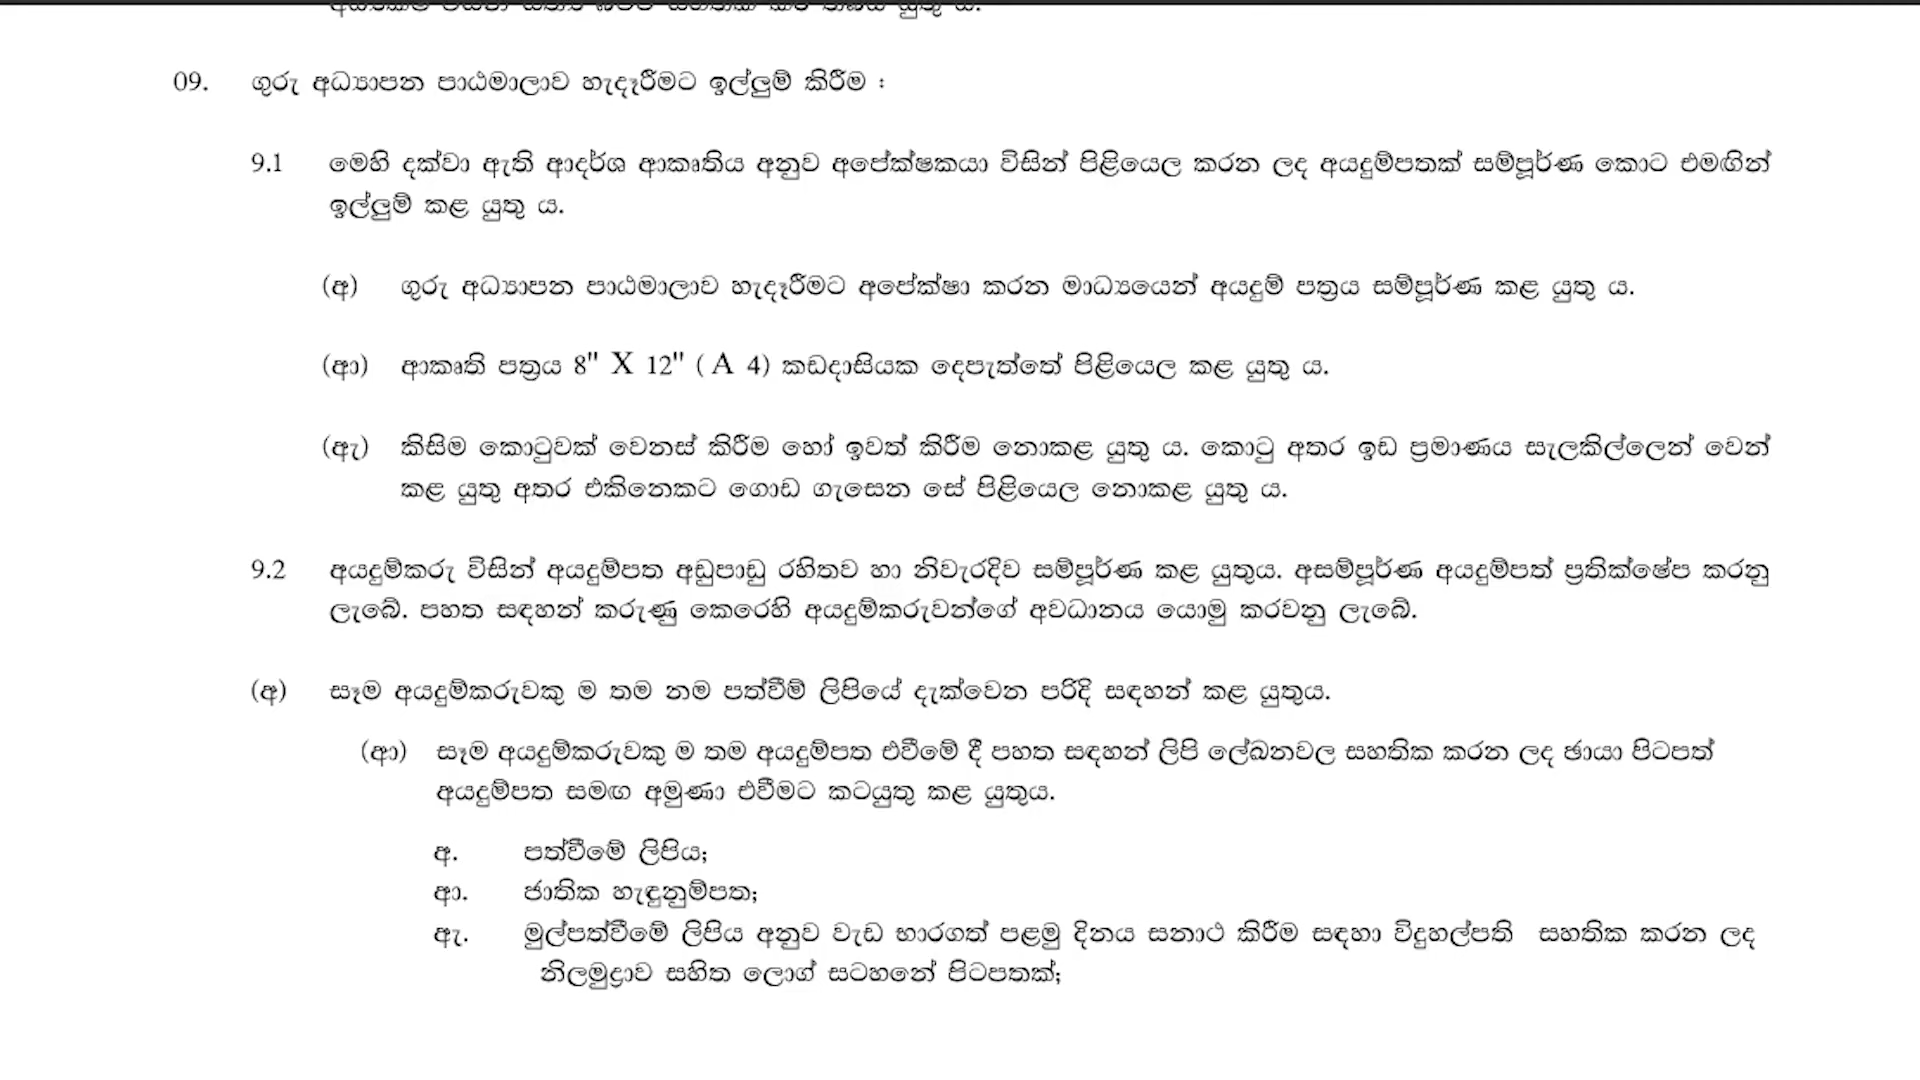 09. ගුරු අධ්‍යාපන පාඨමාලාව හැදෑරීමට ඉල්ලුම් කිරීම :
9.1 මෙහි දක්වා ඇති ආදර්ශ ආකෘතිය අනුව අපේක්ෂකයා විසින් පිළියෙල කරන ලද අයදුම්පතක් සම්පූර්ණ කොට එමඟින්
ඉල්ලුම් කළ යුතු ය.
(අ) ගුරු අධ්‍යාපන පාඨමාලාව හැදෑරීමට අපේක්ෂා කරන මාධ්‍යයෙන් අයදුම් පත්‍රය සම්පූර්ණ කළ යුතු ය.
(ආ) ආකෘති පත්‍රය 8" X 12" ( A 4) කඩදාසියක දෙපැත්තේ පිළියෙල කළ යුතු ය.
(ඇ) කිසිම කොටුවක් වෙනස් කිරීම හෝ ඉවත් කිරීම නොකළ යුතු ය. කොටු අතර ඉඩ ප්‍රමාණය සැලකිල්ලෙන් වෙන්
කළ යුතු අතර එකිනෙකට ගොඩ ගැසෙන සේ පිළියෙල නොකළ යුතු ය.
9.2 අයදුම්කරු විසින් අයදුම්පත අඩුපාඩු රහිතව හා නිවැරදිව සම්පූර්ණ කළ යුතුය. අසම්පූර්ණ අයදුම්පත් ප්‍රතික්ෂේප කරනු
ලැබේ. පහත සඳහන් කරුණු කෙරෙහි අයදුම්කරුවන්ගේ අවධානය යොමු කරවනු ලැබේ.
(අ) සෑම අයදුම්කරුවකු ම තම නම පත්වීම් ලිපියේ දැක්වෙන පරිදි සඳහන් කළ යුතුය.
(ආ) සෑම අයදුම්කරුවකු ම තම අයදුම්පත එවීමේ දී පහත සඳහන් ලිපි ලේඛනවල සහතික කරන ලද ඡායා පිටපත්
අයදුම්පත සමඟ අමුණා එවීමට කටයුතු කළ යුතුය.
අ. පත්වීමේ ලිපිය;
ආ. ජාතික හැඳුනුම්පත;
ඇ. මුල්පත්වීමේ ලිපිය අනුව වැඩ භාරගත් පළමු දිනය සනාථ කිරීම සඳහා විදුහල්පති සහතික කරන ලද
නිලමුද්‍රාව සහිත ලොග් සටහනේ පිටපතක්;